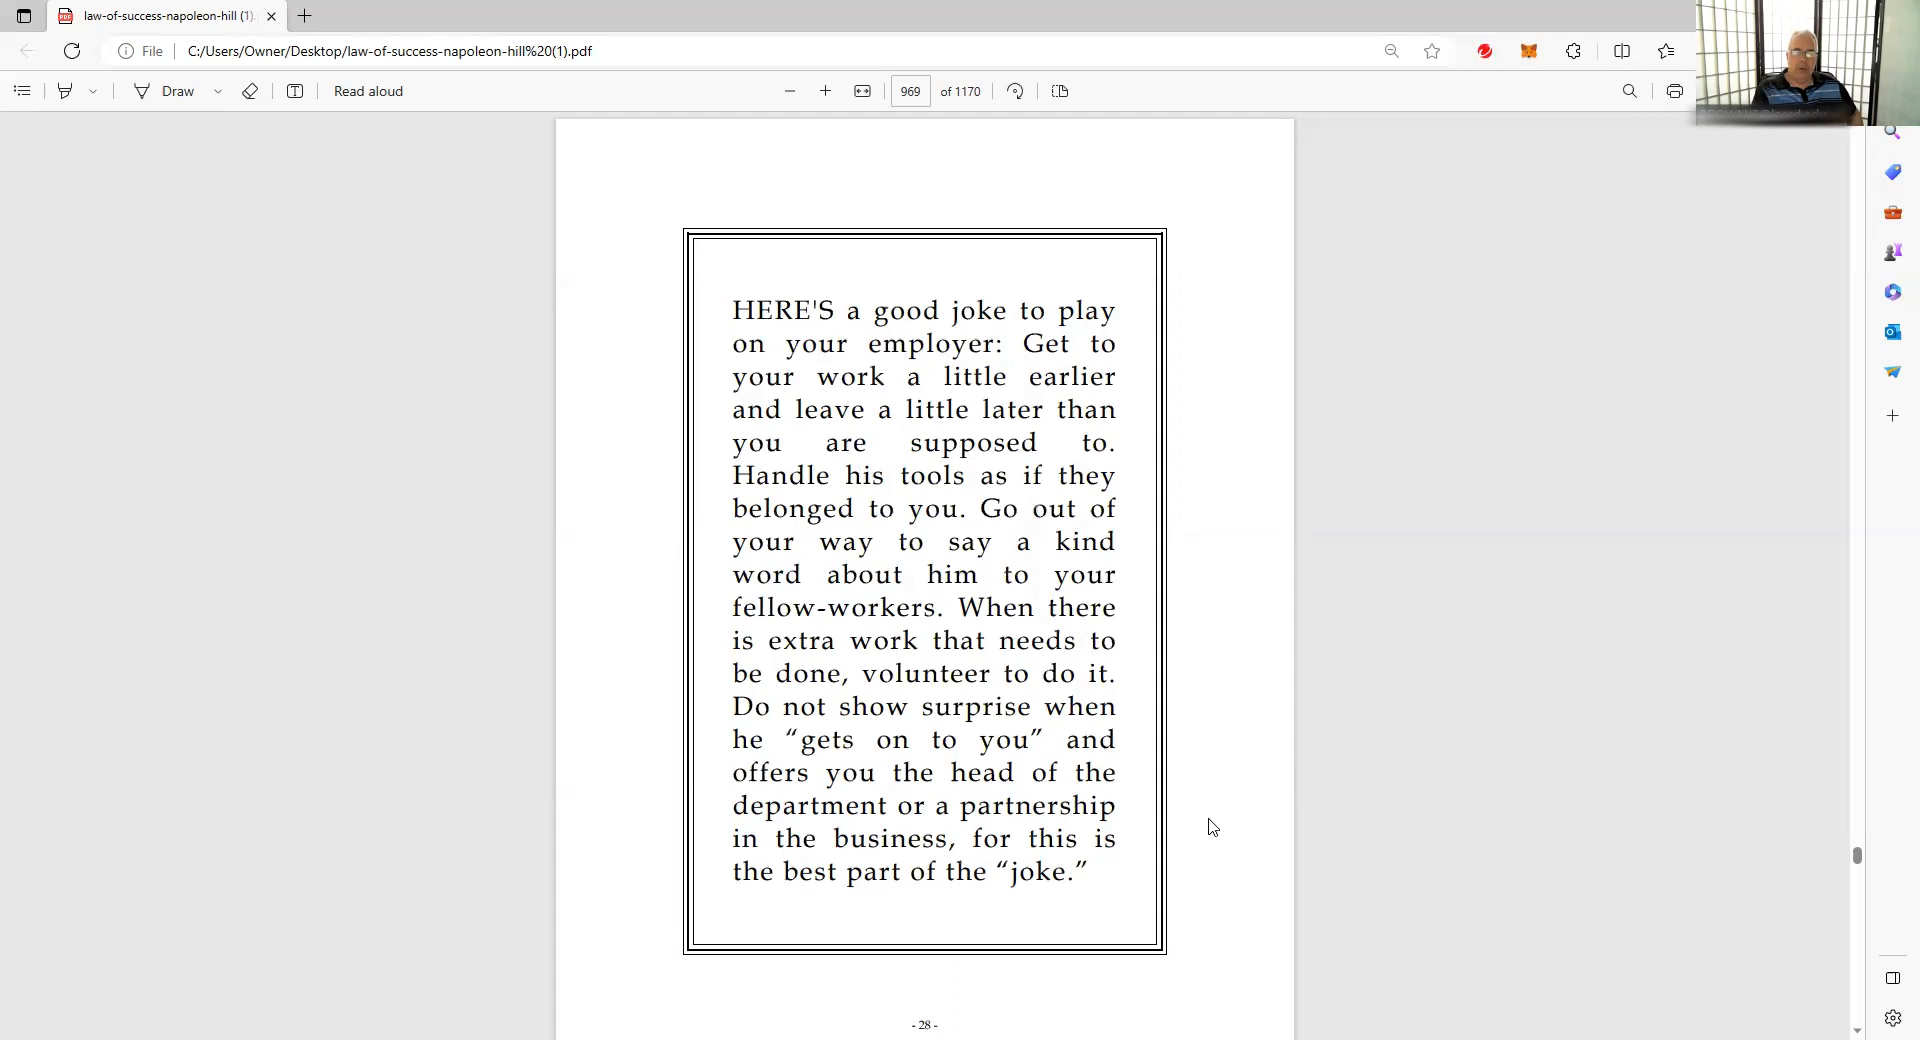 law-of-success-napoleon-hill (1).
File
C:/Users/Owner/Desktop/law-of-success-napoleon-hill%20(1).pdf
Draw
Read aloud
969 of 1170
HERE'S a good joke to play
on your employer: Get to
your work a little earlier
and leave a little later than
you are supposed to.
Handle his tools as if they
belonged to you. Go out of
your way to say a kind
word about him to your
fellow-workers. When there
is extra work that needs to
be done, volunteer to do it.
Do not show surprise when
he “gets on to you” and
offers you the head of the
department or a partnership
in the business, for this is
the best part of the “joke.”
- 28 -